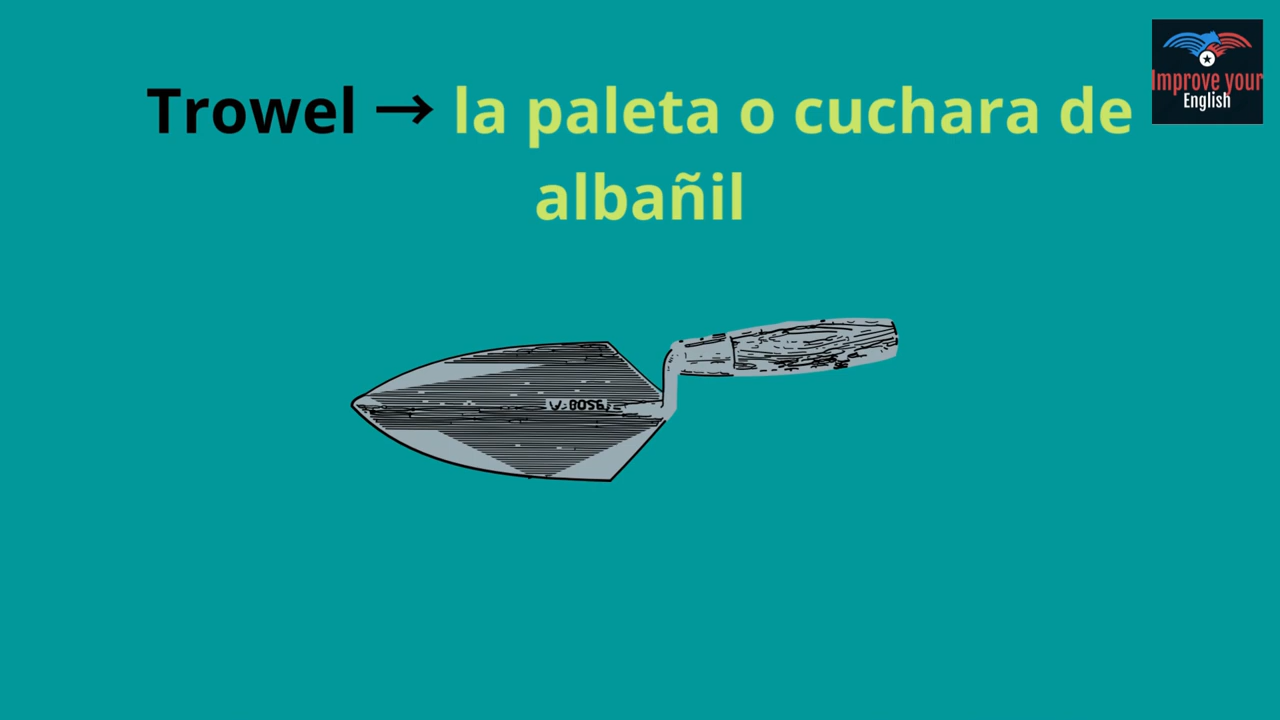 Trowel → la paleta o cuchara de
albañil
Improve your
English